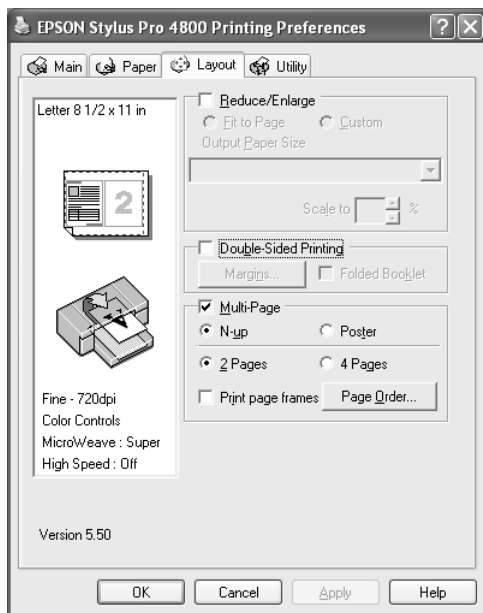 EPSON Stylus Pro 4800 Printing Preferences
Main Paper Layout Utility
Letter 8 1/2 x 11 in
2
Fine - 720dpi
Color Controls
MicroWeave : Super
High Speed : Off
Version 5.50
Reduce/Enlarge
Fit to Page Custom
Output Paper Size
Scale to %
Double-Sided Printing
Margins... Folded Booklet
Multi-Page
N-up Poster
2 Pages 4 Pages
Print page frames Page Order...
OK Cancel Apply Help